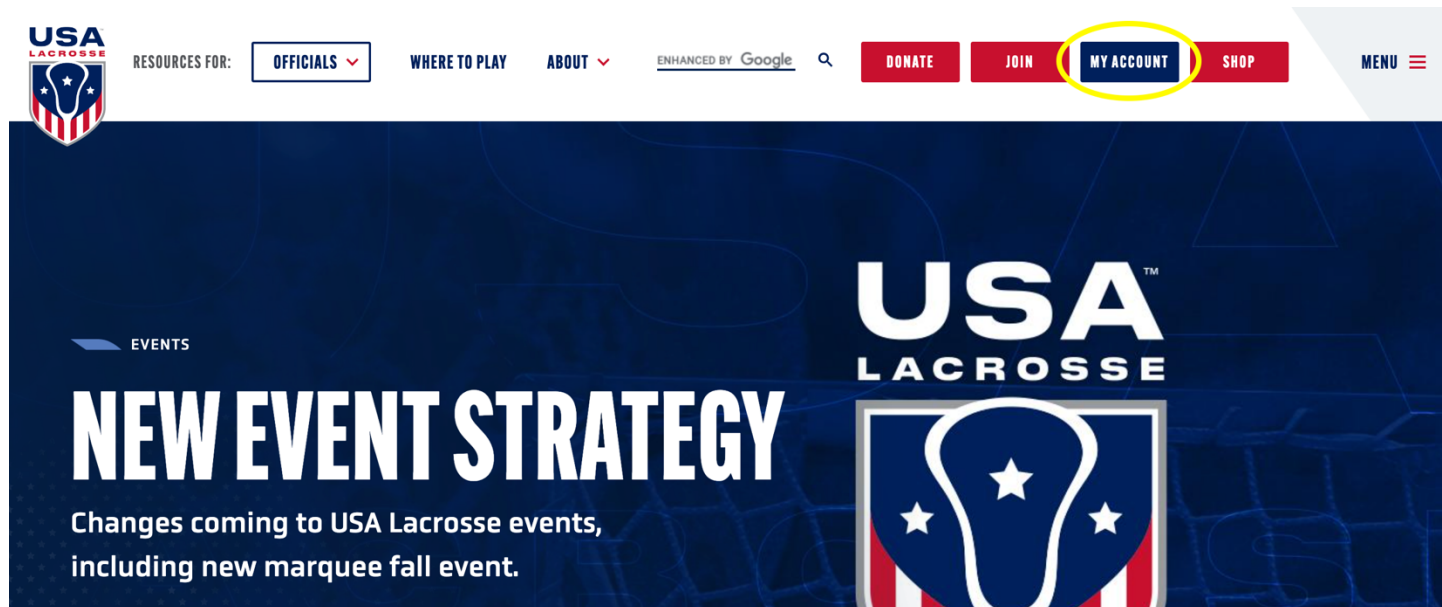 USA
LACROSSE
RESOURCES FOR:
OFFICIALS
WHERE TO PLAY
ABOUT
ENHANCED BY Google
DONATE
JOIN
MY ACCOUNT
SHOP
MENU
USA™
LACROSSE
EVENTS
NEW EVENT STRATEGY
Changes coming to USA Lacrosse events,
including new marquee fall event.